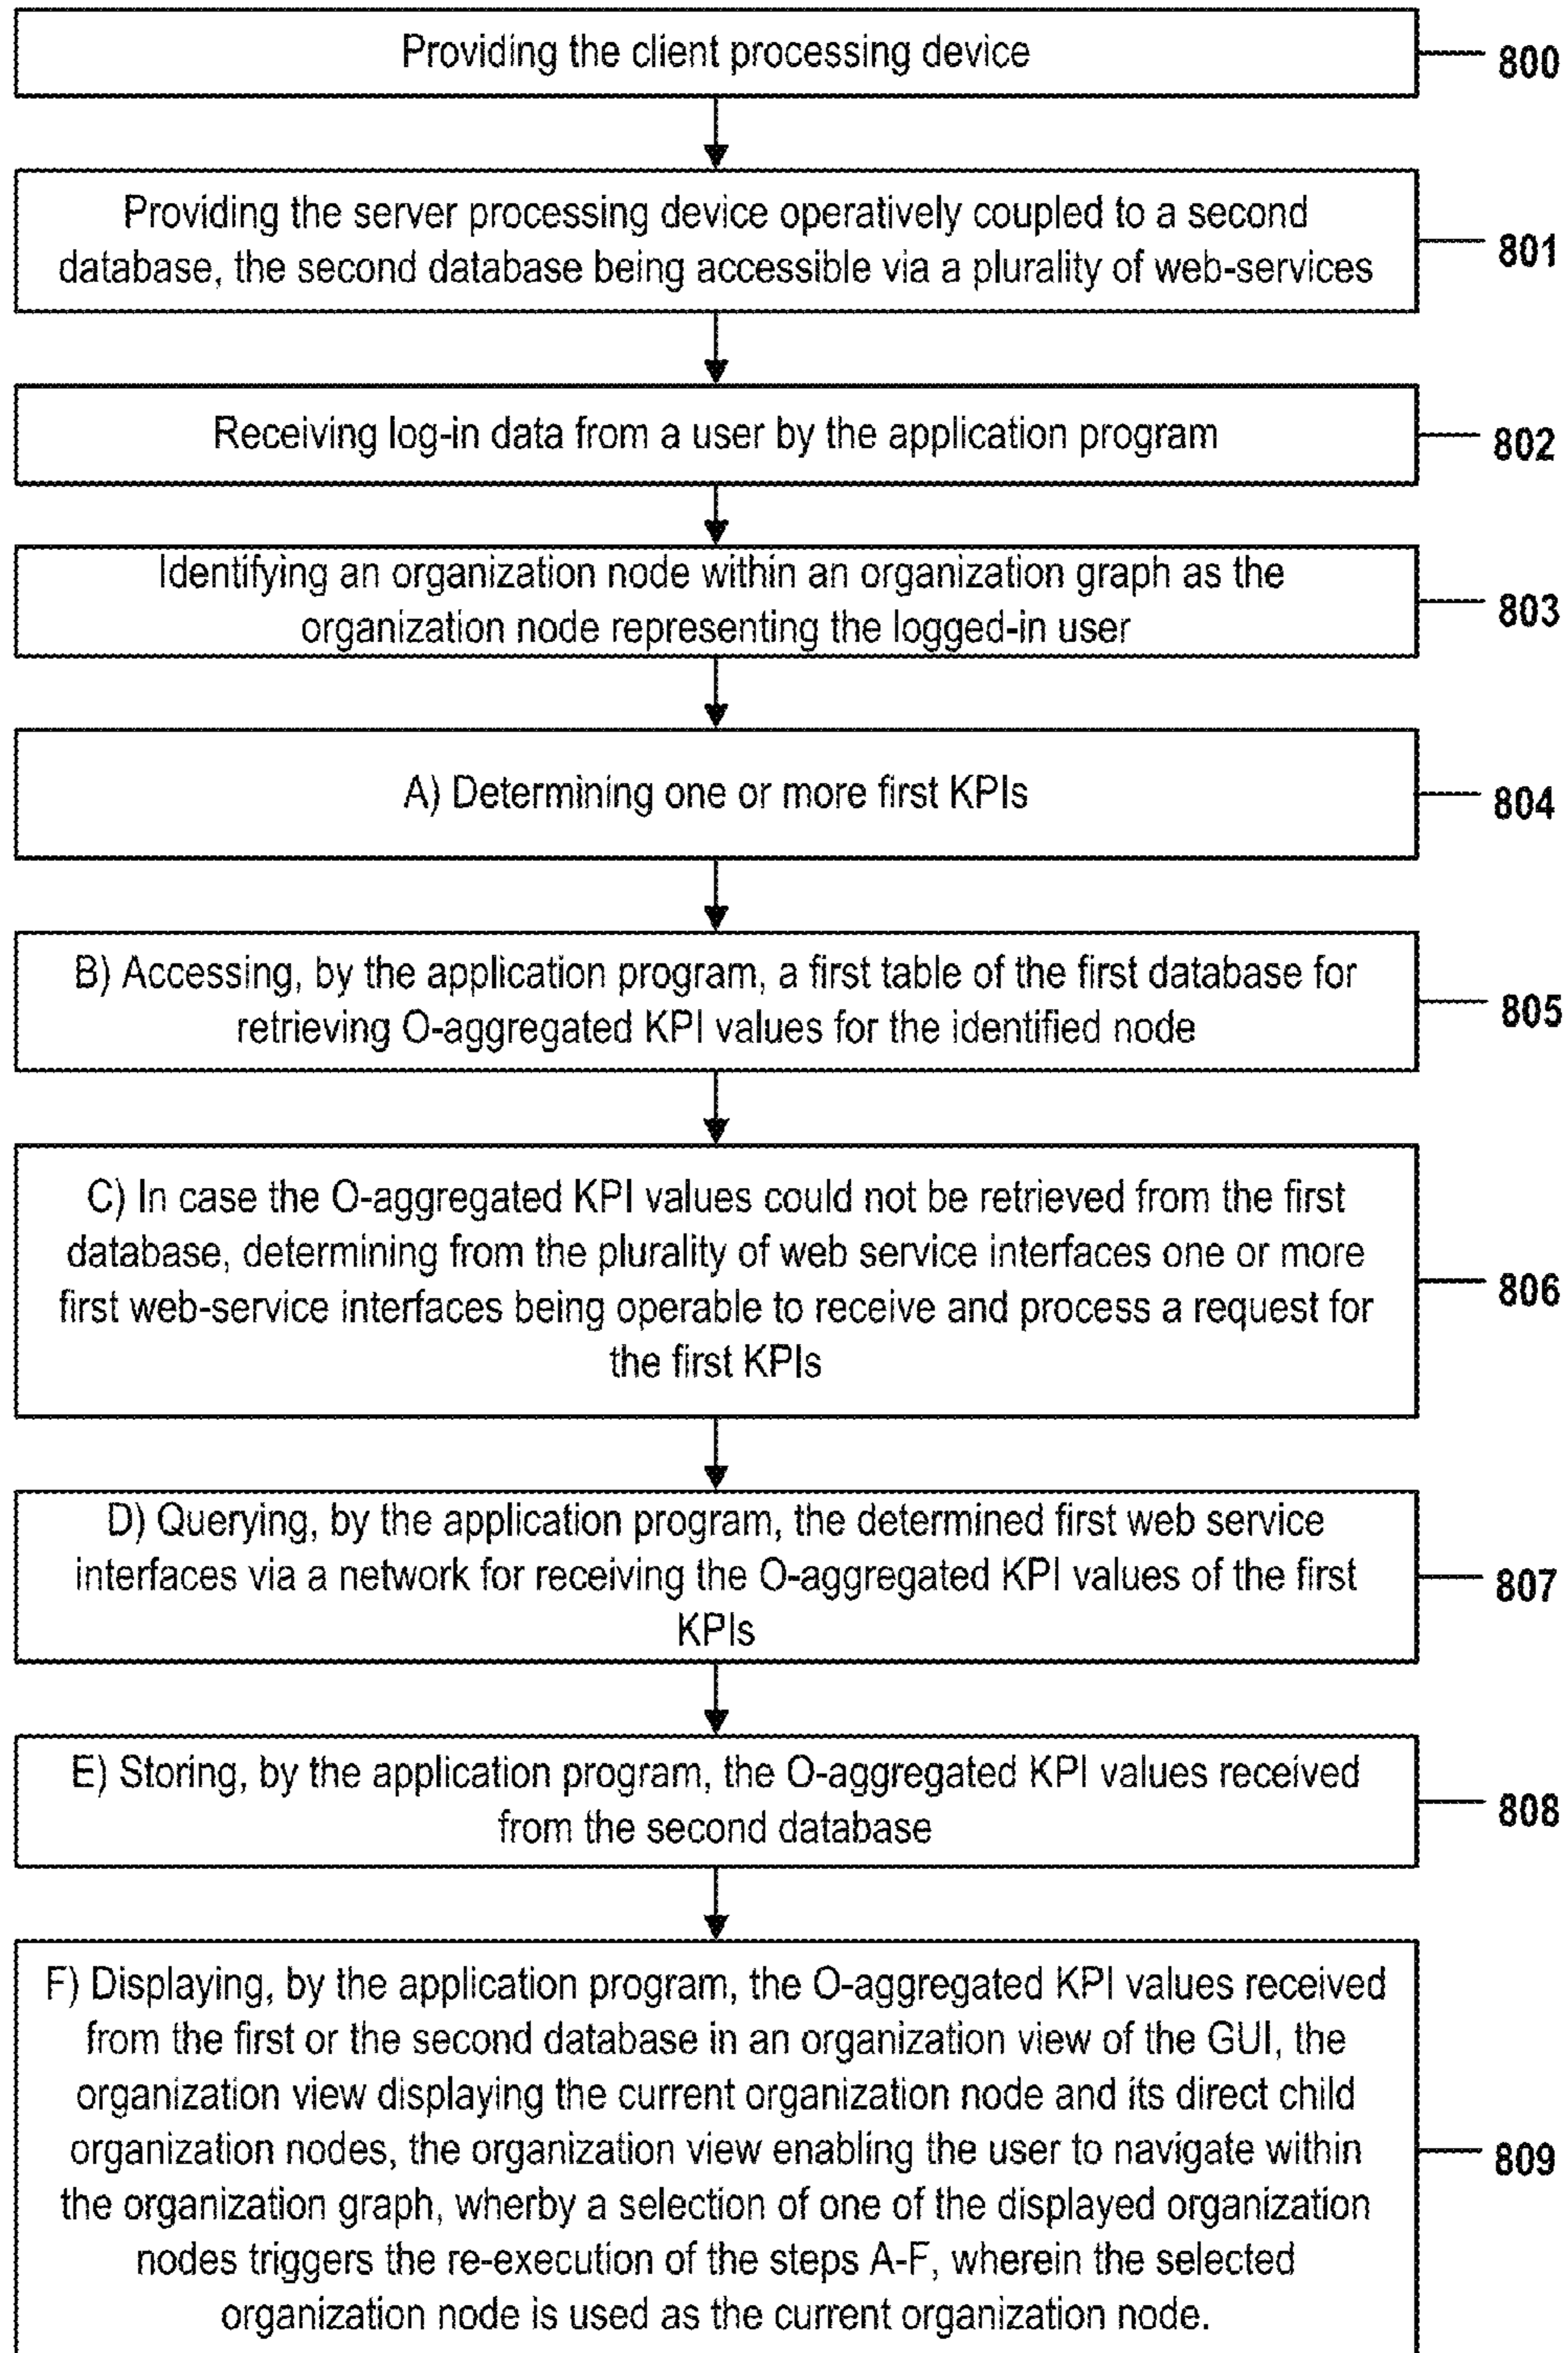 Providing the client processing device
800
Providing the server processing device operatively coupled to a second
database, the second database being accessible via a plurality of web-services
801
Receiving log-in data from a user by the application program
802
Identifying an organization node within an organization graph as the
organization node representing the logged-in user
803
A) Determining one or more first KPIs
804
B) Accessing, by the application program, a first table of the first database for
retrieving O-aggregated KPI values for the identified node
805
C) In case the O-aggregated KPI values could not be retrieved from the first
database, determining from the plurality of web service interfaces one or more
first web-service interfaces being operable to receive and process a request for
the first KPIs
806
D) Querying, by the application program, the determined first web service
interfaces via a network for receiving the O-aggregated KPI values of the first
KPIs
807
E) Storing, by the application program, the O-aggregated KPI values received
from the second database
808
F) Displaying, by the application program, the O-aggregated KPI values received
from the first or the second database in an organization view of the GUI, the
organization view displaying the current organization node and its direct child
organization nodes, the organization view enabling the user to navigate within
the organization graph, wherby a selection of one of the displayed organization
nodes triggers the re-execution of the steps A-F, wherein the selected
organization node is used as the current organization node.
809